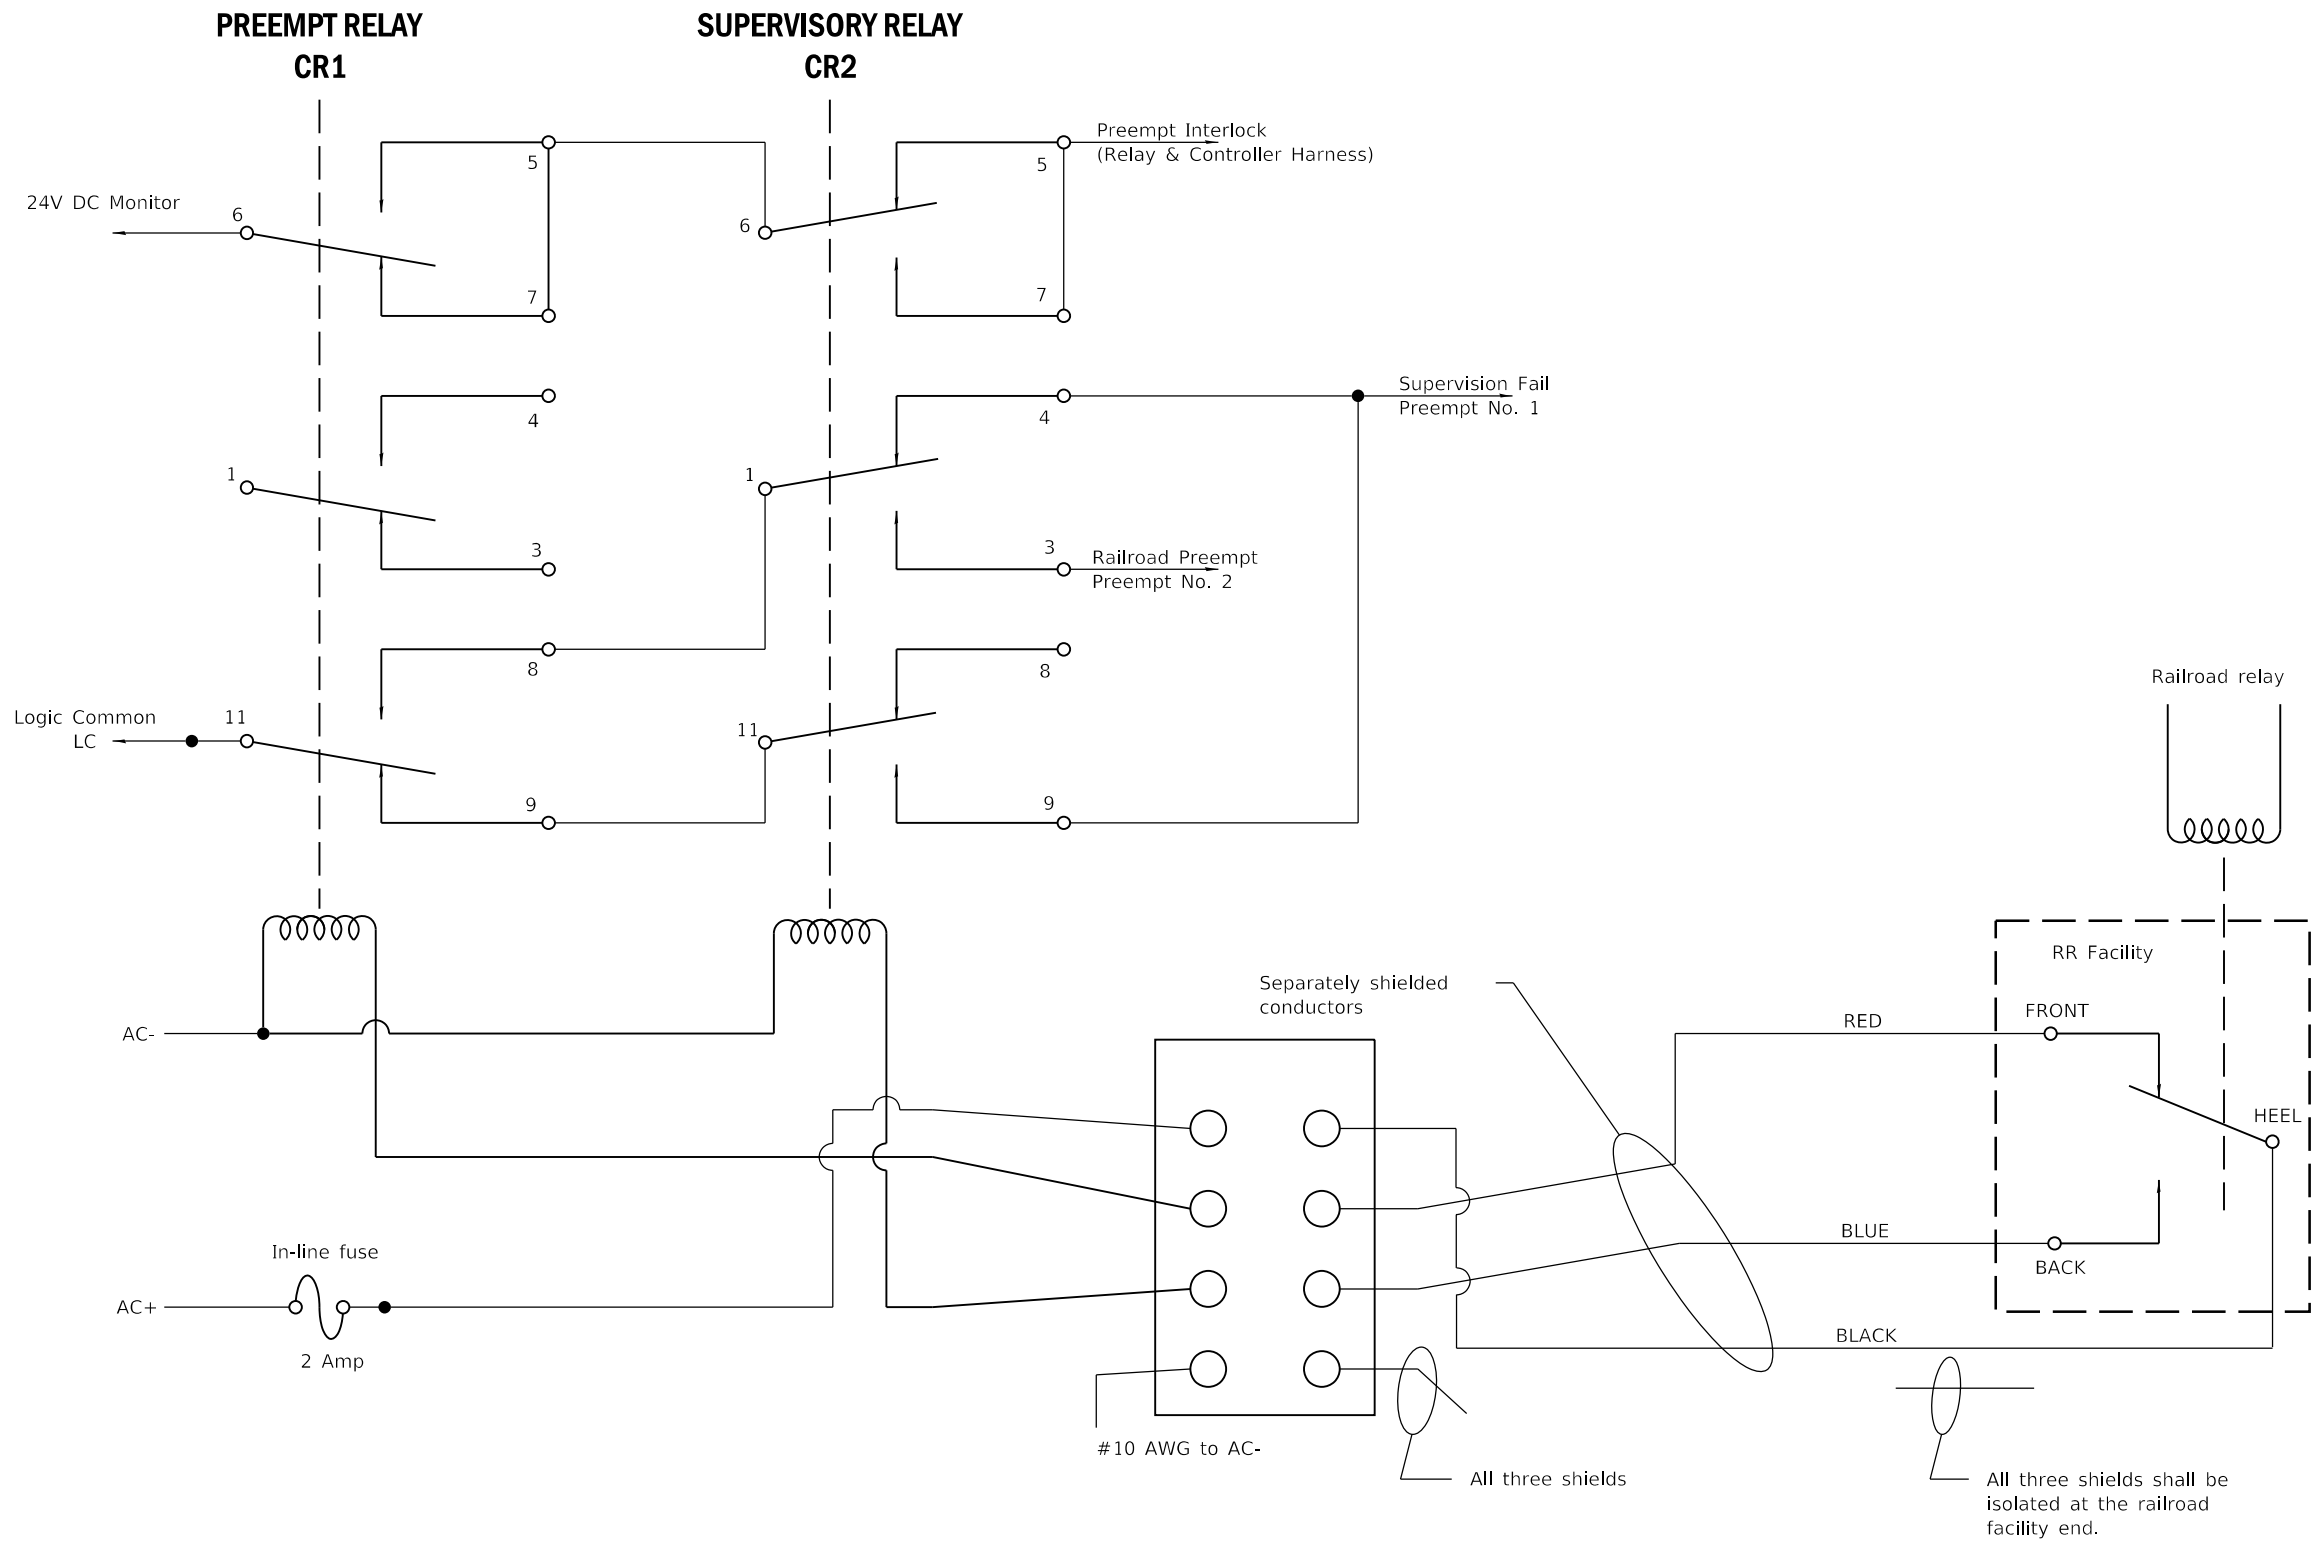 PREEMPT RELAY
CR1
SUPERVISORY RELAY
CR2
24V DC Monitor
6
5
7
6
5
7
Preempt Interlock
(Relay & Controller Harness)
1
4
3
1
4
3
Supervision Fail
Preempt No. 1
Railroad Preempt
Preempt No. 2
Logic Common
LC
11
8
9
11
8
9
Railroad relay
AC-
AC+
In-line fuse
2 Amp
Separately shielded
conductors
RR Facility
FRONT
RED
HEEL
BLUE
BACK
BLACK
#10 AWG to AC-
All three shields
All three shields shall be
isolated at the railroad
facility end.